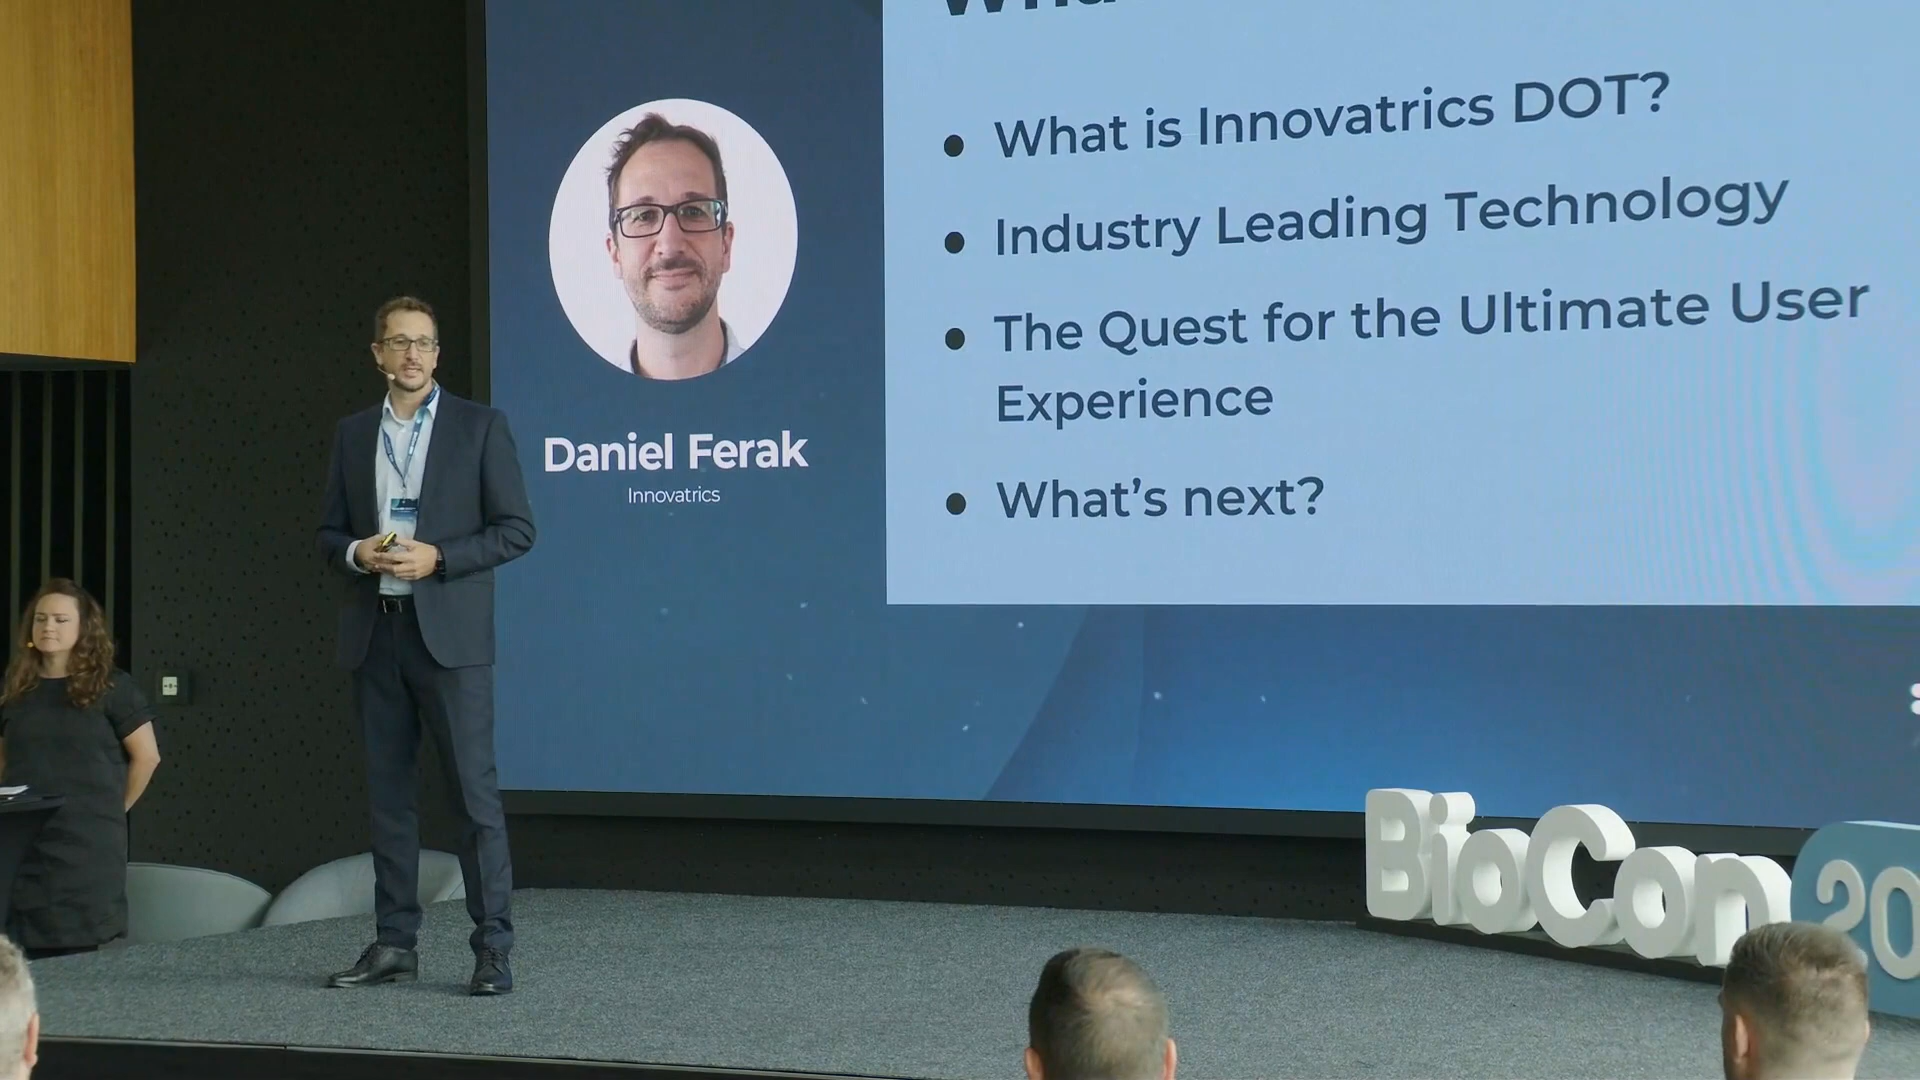 What is Innovatrics DOT?
Industry Leading Technology
The Quest for the Ultimate User
Experience
What's next?
Daniel Ferak
Innovatrics
BioCon
20